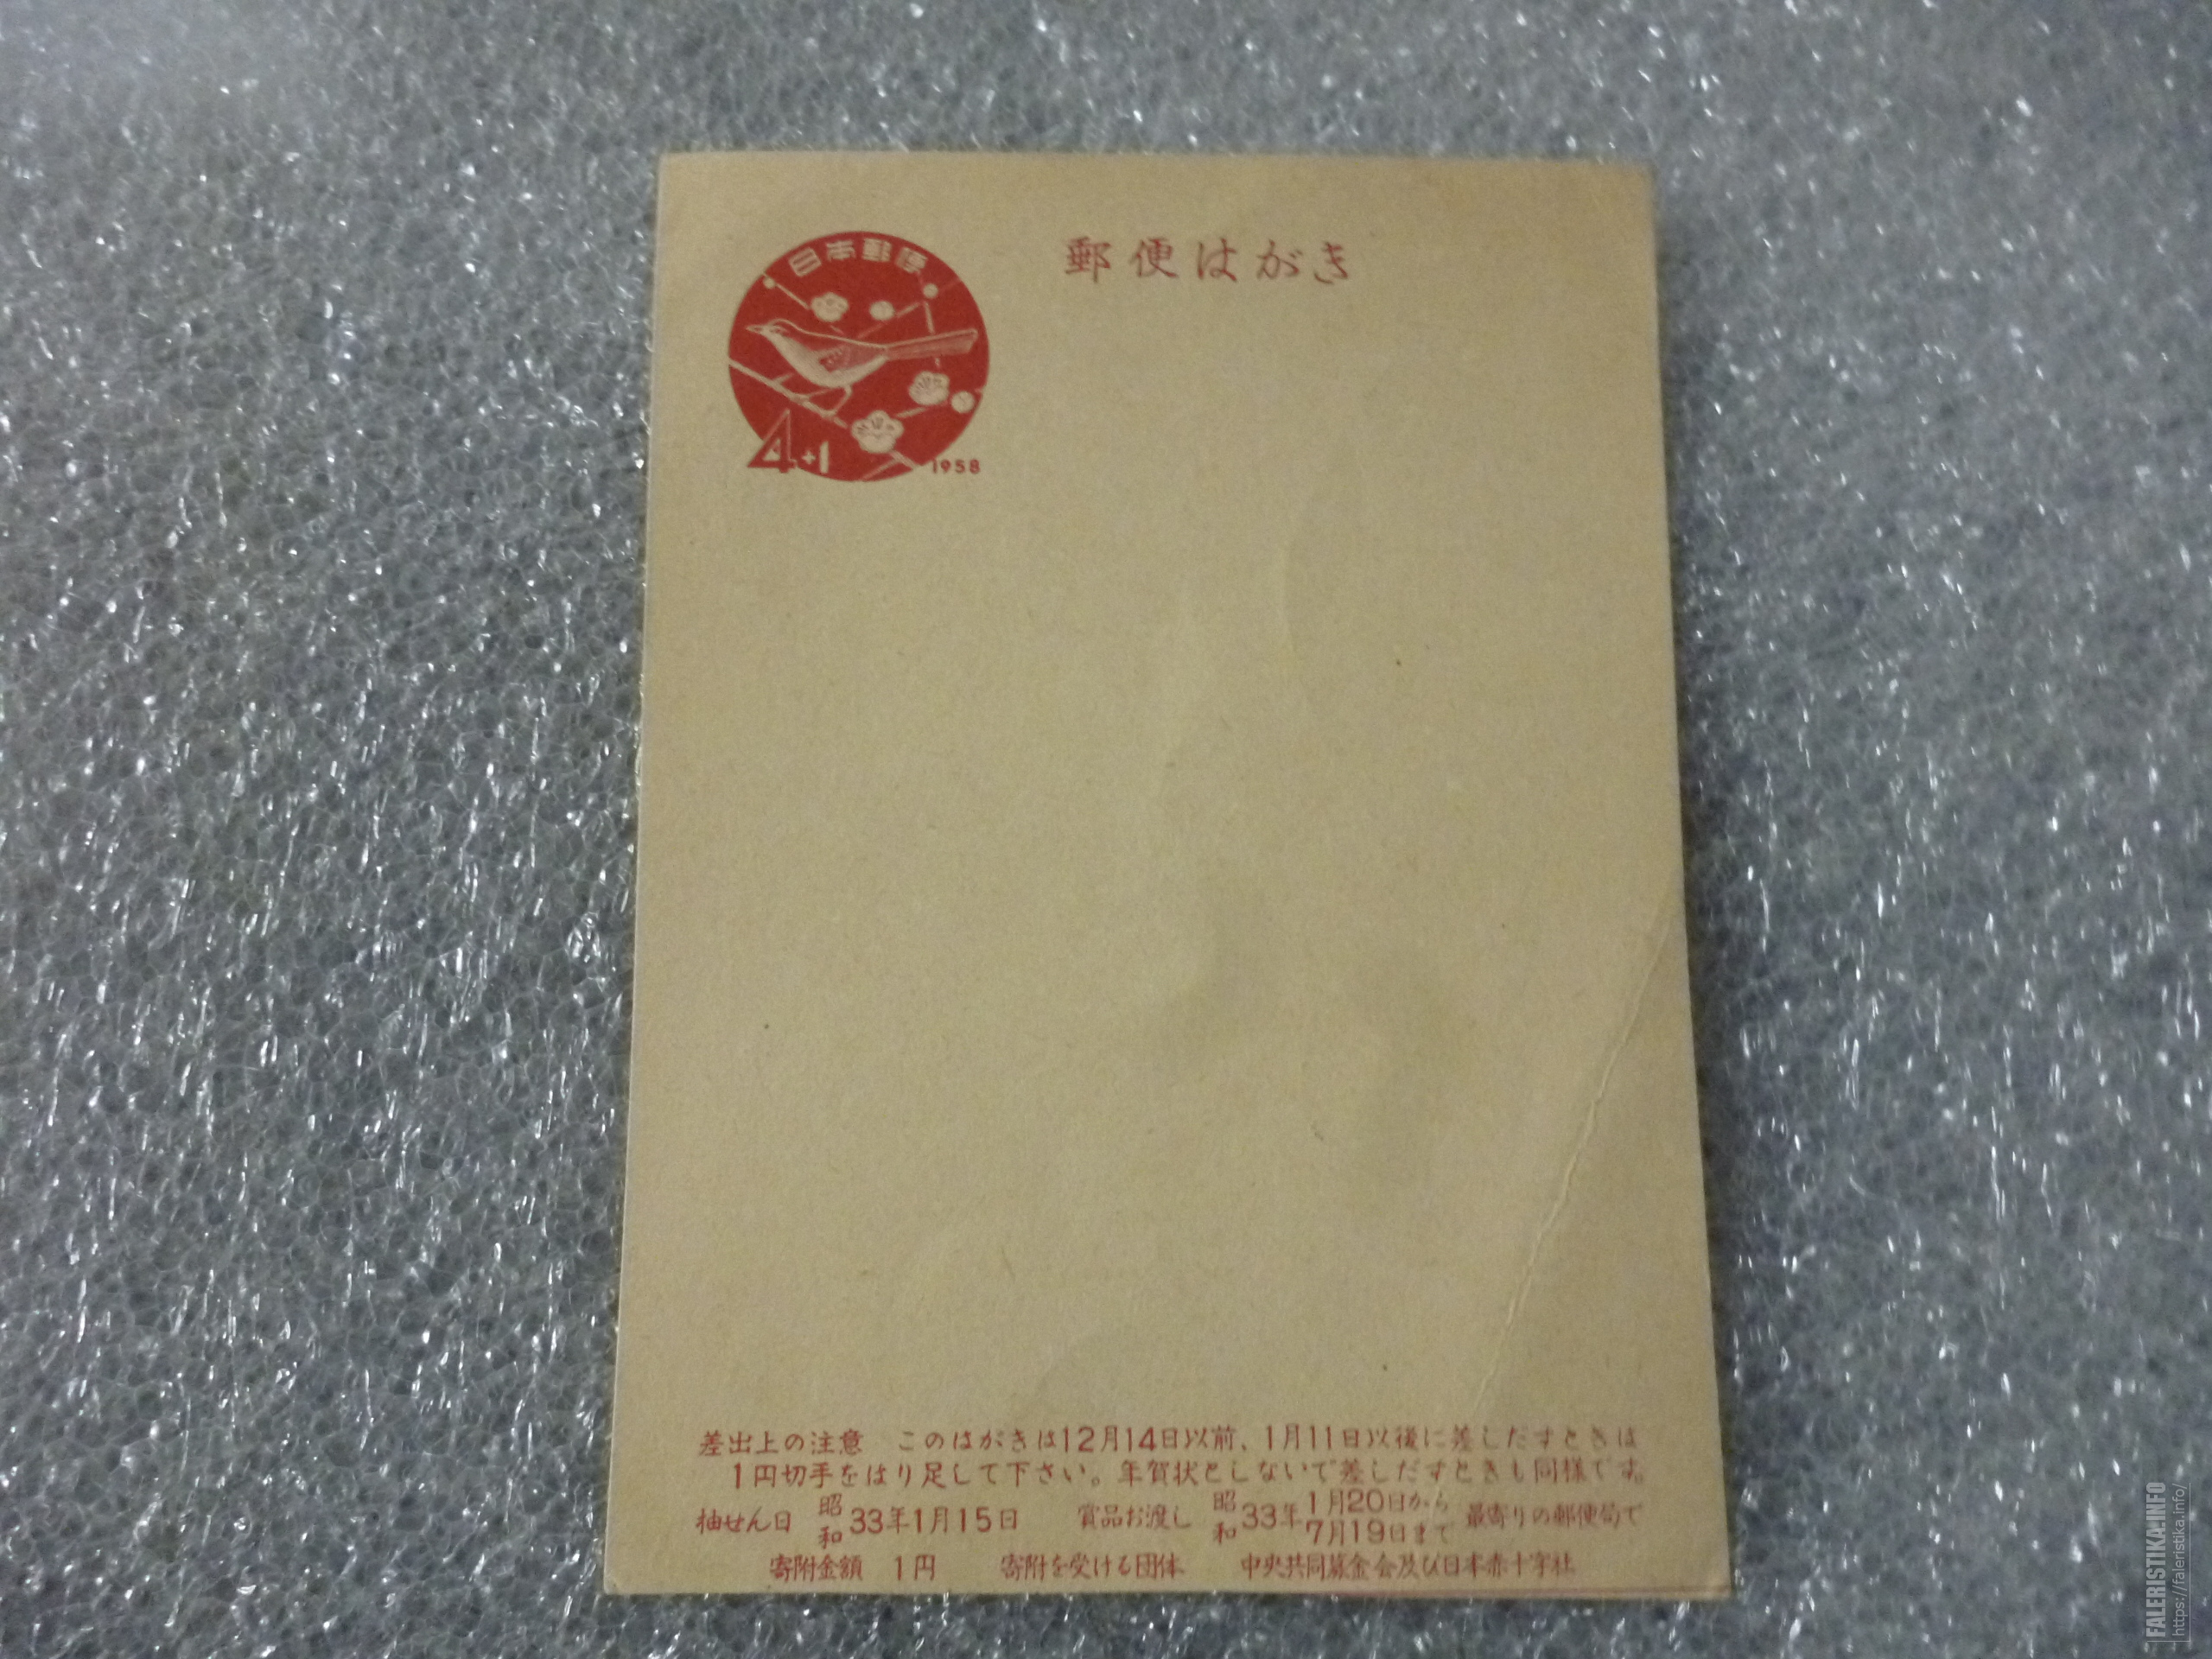 日本郵便
郵便はがき
4+1
1958
差出上の注意 このはがきは12月14日以前、1月11日以後に差しだすときは
1円切手をはり足して下さい。年賀状としないで差しだすときも同様です。
抽せん日 昭和33年1月15日 賞品お渡し 昭和33年1月20日から7月19日まで 最寄りの郵便局で
寄附金額 1円 寄附を受ける団体 中央共同募金会及び日本赤十字社
FALERISTIKA.INFO
https://faleristika.info/